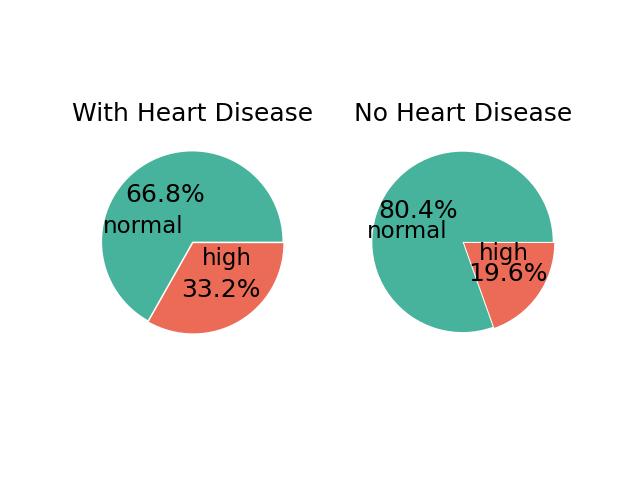 With Heart Disease
66.8%
normal
high
33.2%
No Heart Disease
80.4%
normal
high
19.6%